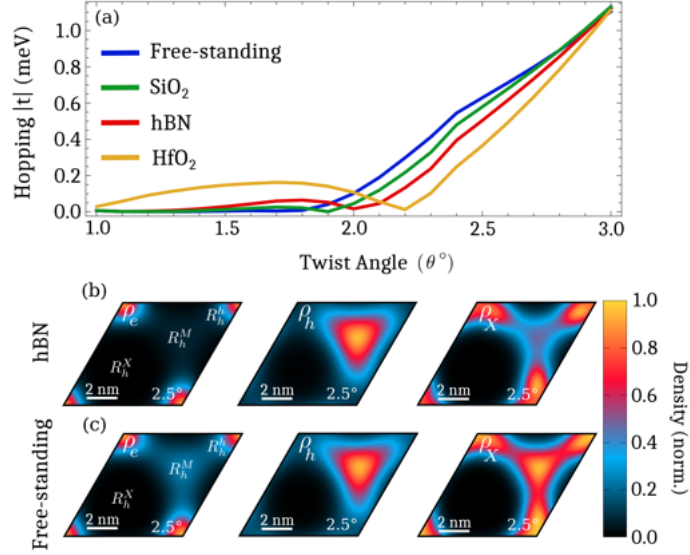 (a)
Hopping |t| (meV)
1.0
0.8
0.6
0.4
0.2
0.0
Free-standing
SiO₂
hBN
HfO₂
1.0 1.5 2.0 2.5 3.0
Twist Angle (θ°)
(b)
hBN
ρₑ R_h^h R_h^M R_h^X 2 nm 2.5°
ρ_h 2 nm 2.5°
ρ_X 2 nm 2.5°
(c)
Free-standing
ρₑ R_h^h R_h^M R_h^X 2 nm 2.5°
ρ_h 2 nm 2.5°
ρ_X 2 nm 2.5°
1.0
0.8
0.6
0.4
0.2
0.0
Density (norm.)